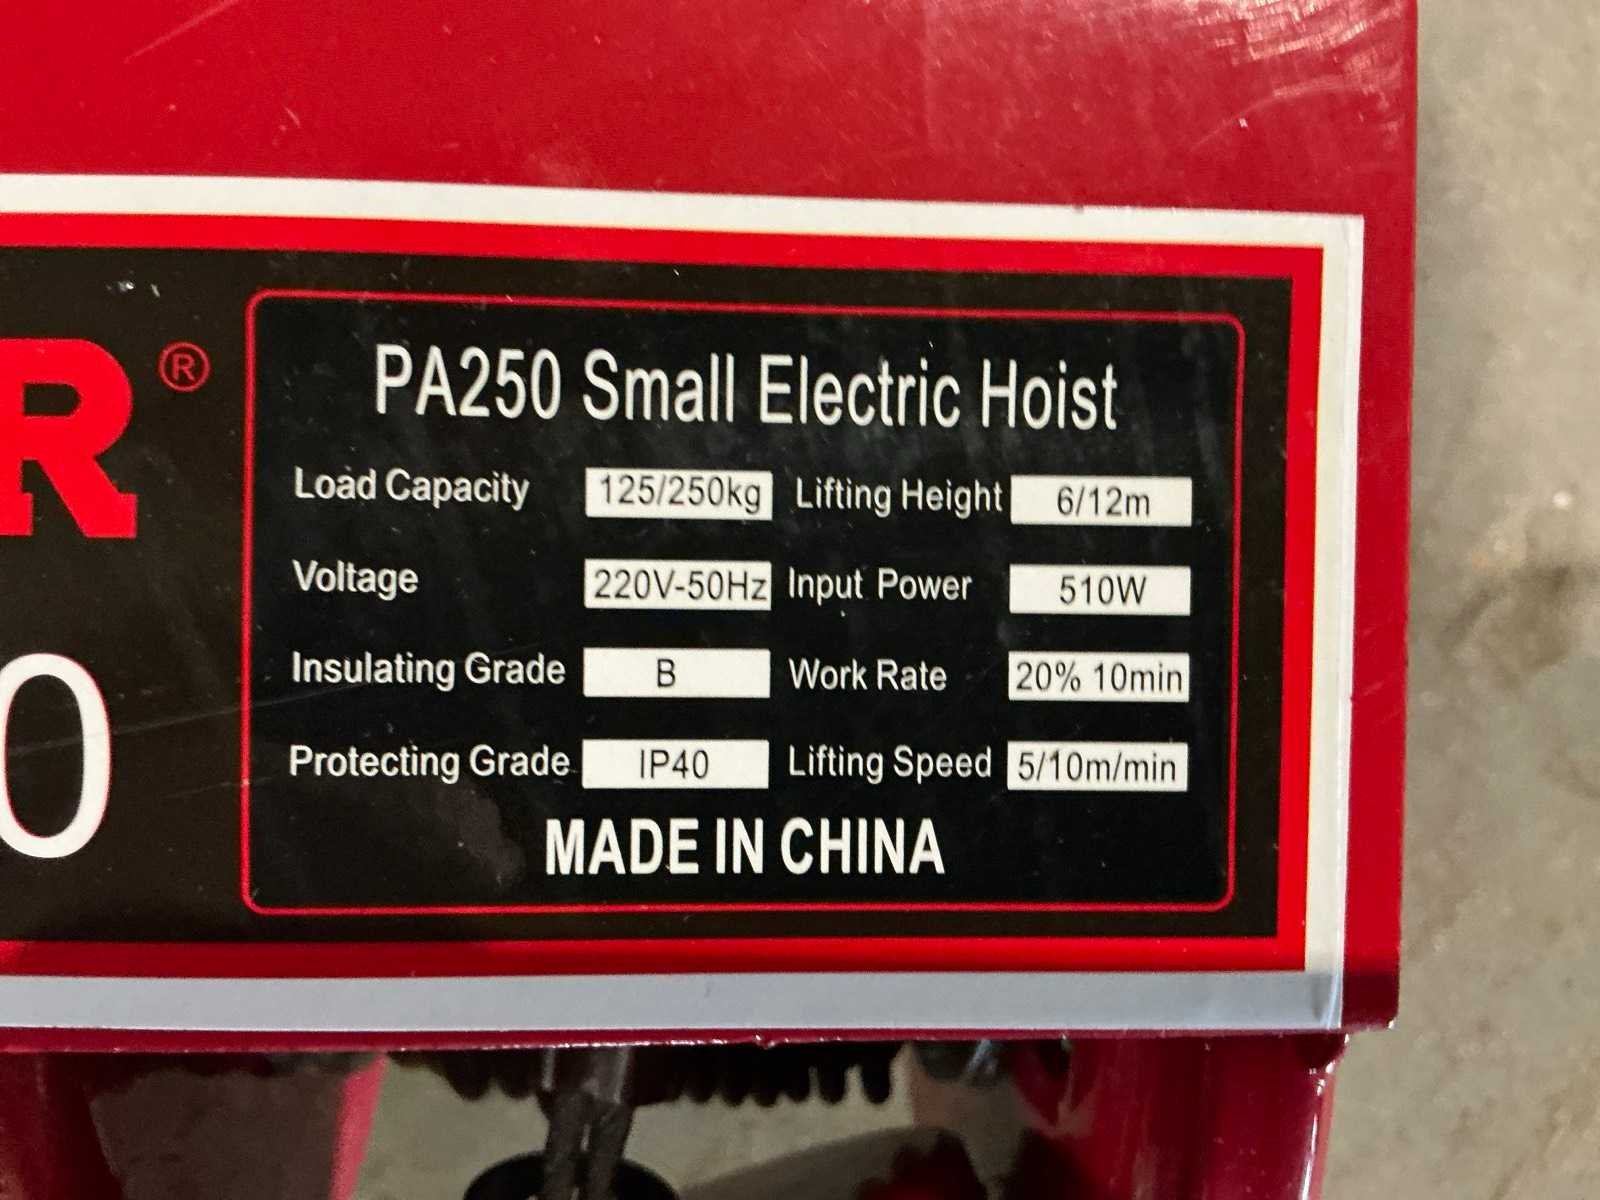 R®
0
PA250 Small Electric Hoist
Load Capacity 125/250kg Lifting Height 6/12m
Voltage 220V-50Hz Input Power 510W
Insulating Grade B Work Rate 20% 10min
Protecting Grade IP40 Lifting Speed 5/10m/min
MADE IN CHINA